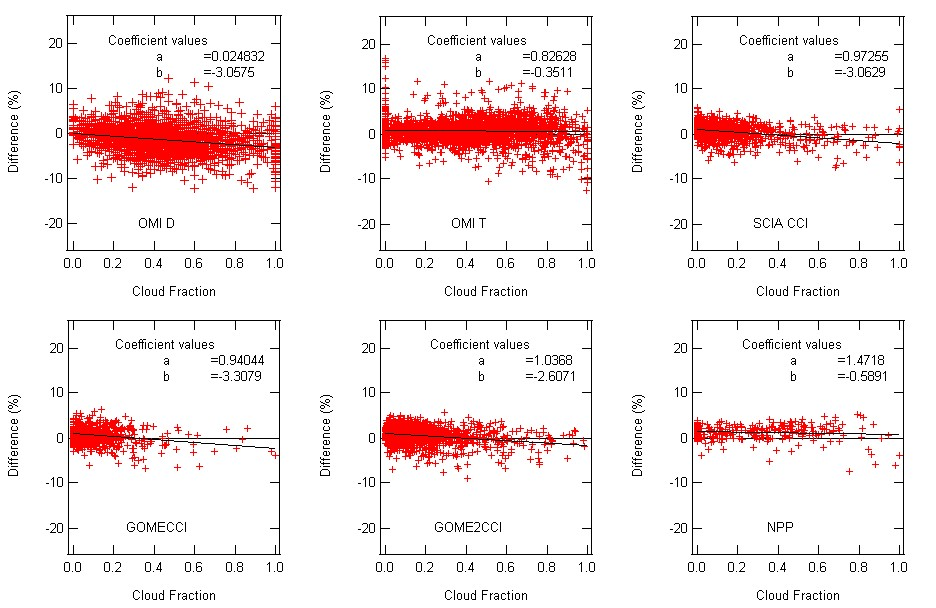 Coefficient values
a =0.024832
b =-3.0575
20
10
0
-10
-20
Difference (%)
OMI D
0.0 0.2 0.4 0.6 0.8 1.0
Cloud Fraction
Coefficient values
a =0.82628
b =-0.3511
20
10
0
-10
-20
Difference (%)
OMI T
0.0 0.2 0.4 0.6 0.8 1.0
Cloud Fraction
Coefficient values
a =0.97255
b =-3.0629
20
10
0
-10
-20
Difference (%)
SCIA CCI
0.0 0.2 0.4 0.6 0.8 1.0
Cloud Fraction
Coefficient values
a =0.94044
b =-3.3079
20
10
0
-10
-20
Difference (%)
GOMECCI
0.0 0.2 0.4 0.6 0.8 1.0
Cloud Fraction
Coefficient values
a =1.0368
b =-2.6071
20
10
0
-10
-20
Difference (%)
GOME2CCI
0.0 0.2 0.4 0.6 0.8 1.0
Cloud Fraction
Coefficient values
a =1.4718
b =-0.5891
20
10
0
-10
-20
Difference (%)
NPP
0.0 0.2 0.4 0.6 0.8 1.0
Cloud Fraction